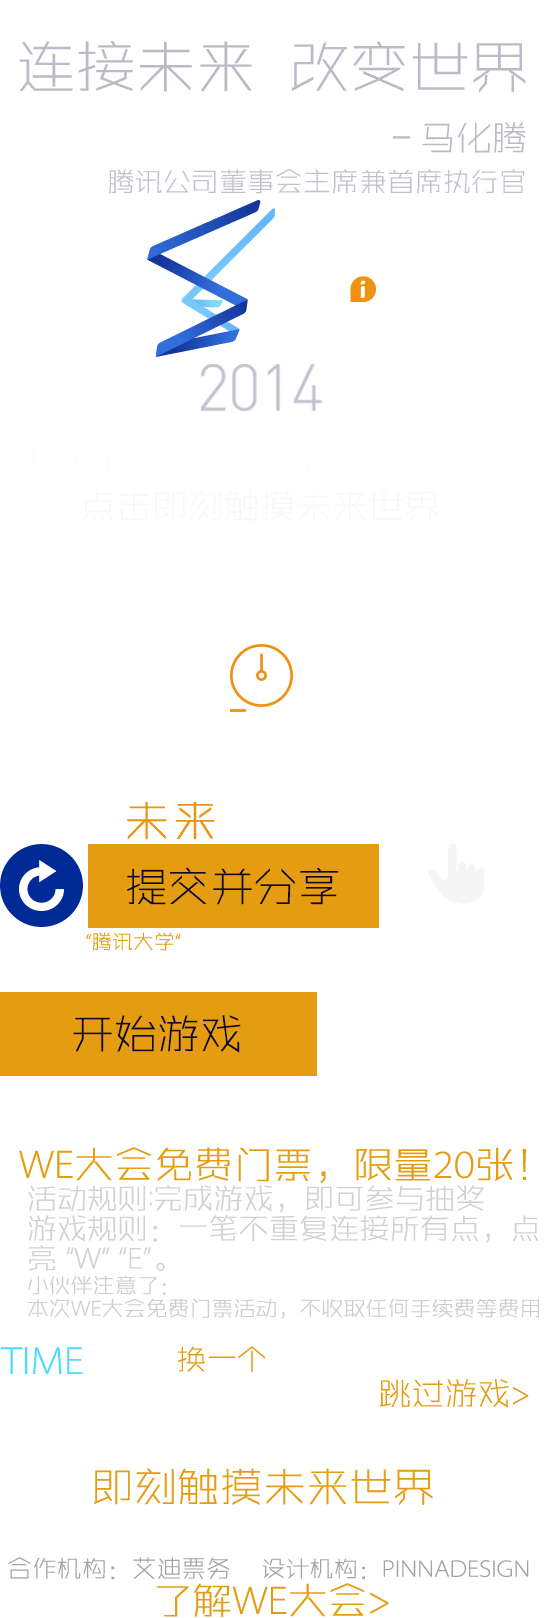 连接未来 改变世界
- 马化腾
腾讯公司董事会主席兼首席执行官
i
2014
点击即刻触摸未来世界
未来
提交并分享
“腾讯大学”
开始游戏
WE大会免费门票，限量20张！
活动规则:完成游戏，即可参与抽奖
游戏规则：一笔不重复连接所有点，点
亮 “W” “E”。
小伙伴注意了：
本次WE大会免费门票活动，不收取任何手续费等费用
TIME 换一个
跳过游戏>
即刻触摸未来世界
合作机构：艾迪票务 设计机构：PINNADESIGN
了解WE大会>